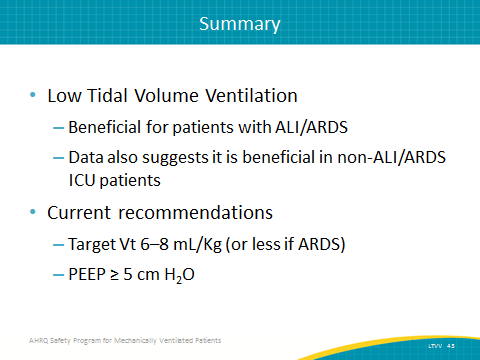 Summary
• Low Tidal Volume Ventilation
– Beneficial for patients with ALI/ARDS
– Data also suggests it is beneficial in non-ALI/ARDS
ICU patients
• Current recommendations
– Target Vt 6–8 mL/Kg (or less if ARDS)
– PEEP ≥ 5 cm H₂O
AHRQ Safety Program for Mechanically Ventilated Patients
LTVV 45